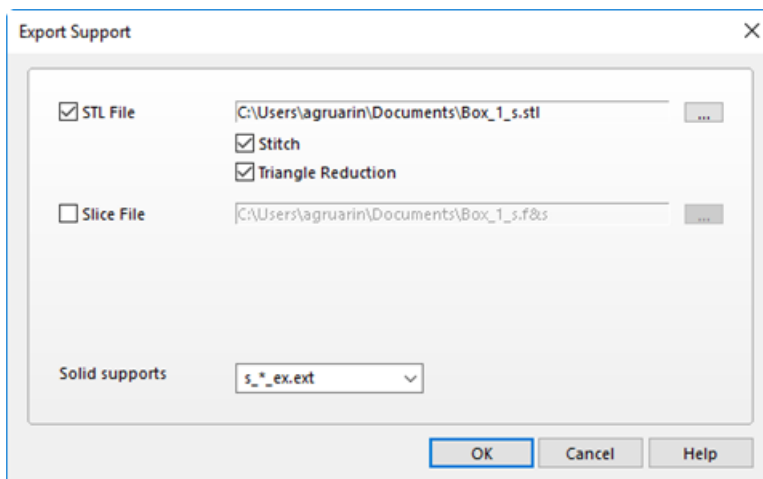 Export Support
STL File C:\Users\agruarin\Documents\Box_1_s.stl ...
Stitch
Triangle Reduction
Slice File C:\Users\agruarin\Documents\Box_1_s.f&s ...
Solid supports s_*_ex.ext
OK Cancel Help